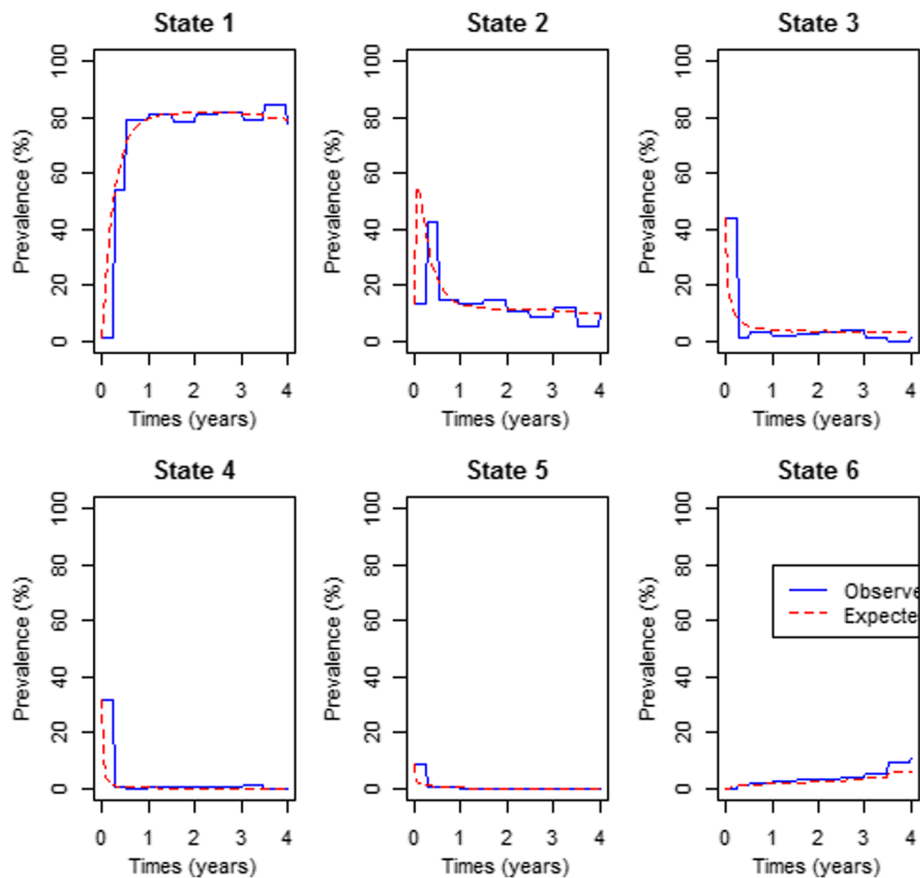 State 1
State 2
State 3
Prevalence (%)
0 20 40 60 80 100
Prevalence (%)
0 20 40 60 80 100
Prevalence (%)
0 20 40 60 80 100
0 1 2 3 4
0 1 2 3 4
0 1 2 3 4
Times (years)
Times (years)
Times (years)
State 4
State 5
State 6
Prevalence (%)
0 20 40 60 80 100
Prevalence (%)
0 20 40 60 80 100
Prevalence (%)
0 20 40 60 80 100
Observe
Expecte
0 1 2 3 4
0 1 2 3 4
0 1 2 3 4
Times (years)
Times (years)
Times (years)